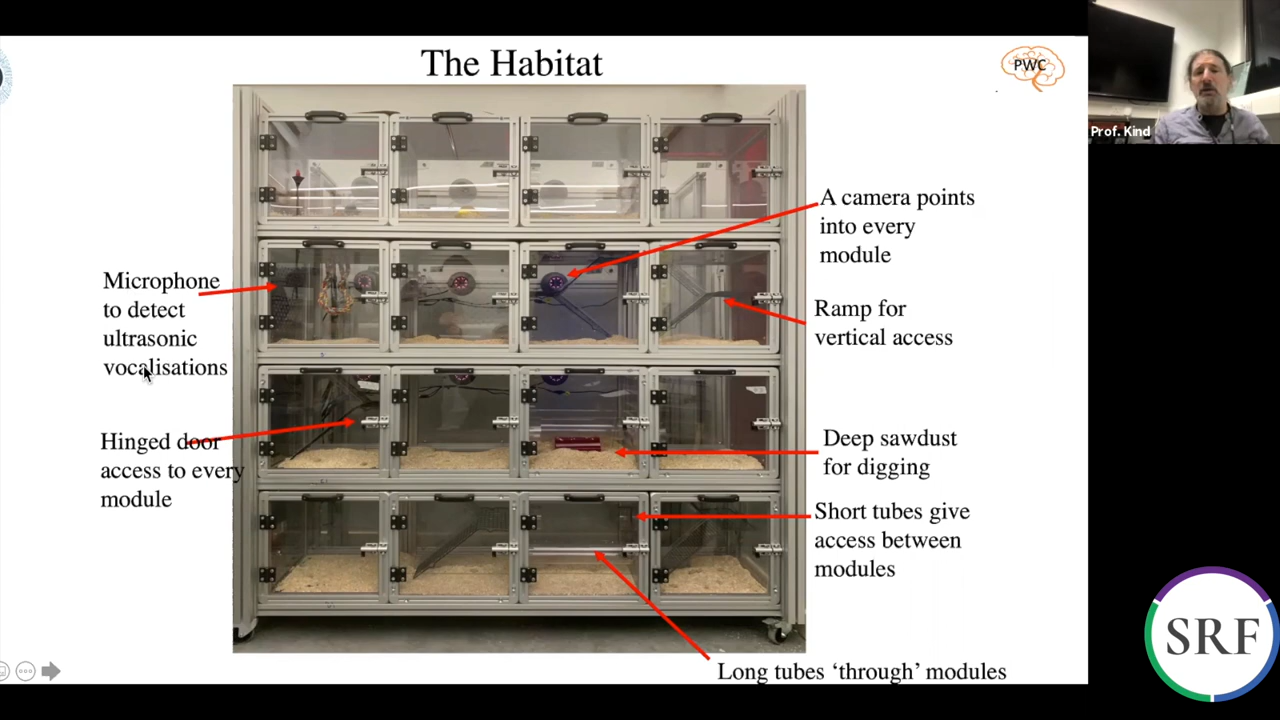 The Habitat
PWC
Prof. Kind
A camera points
into every
module
Microphone
to detect
ultrasonic
vocalisations
Ramp for
vertical access
Hinged door
access to every
module
Deep sawdust
for digging
Short tubes give
access between
modules
Long tubes ‘through’ modules
SRF